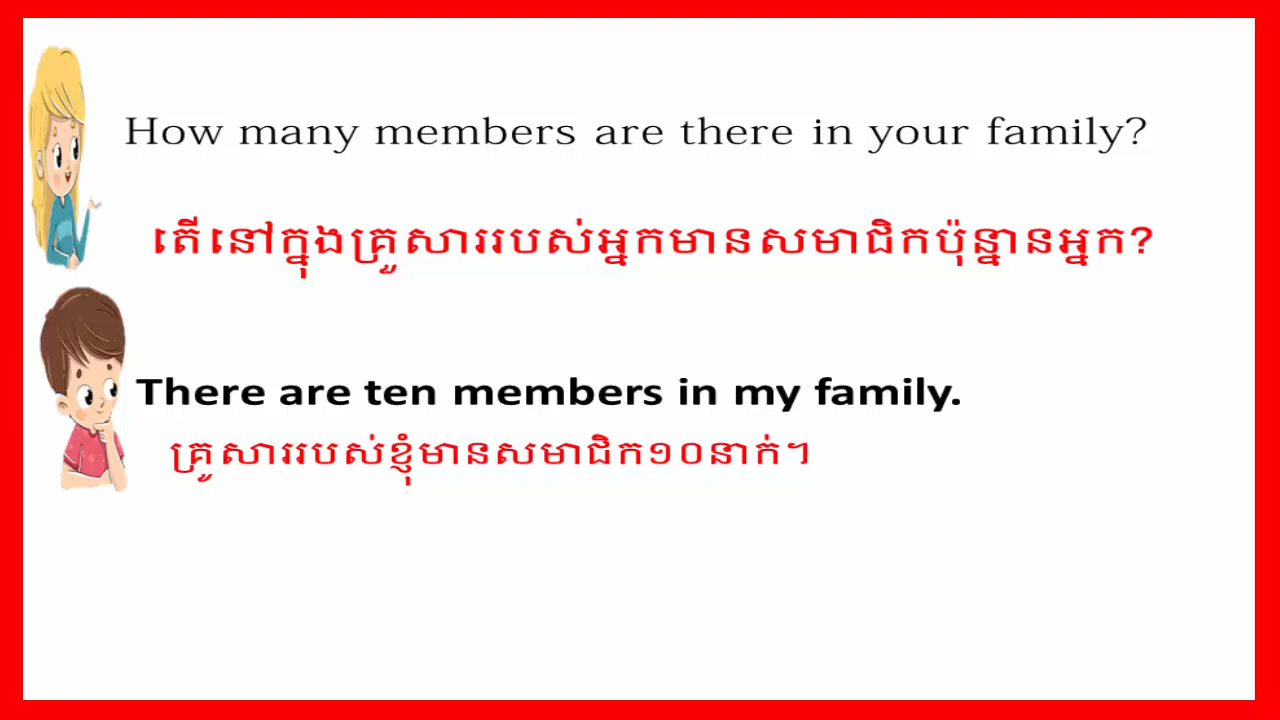 How many members are there in your family?
តើនៅក្នុងគ្រួសាររបស់អ្នកមានសមាជិកប៉ុន្នានអ្នក?
There are ten members in my family.
គ្រូសាររបស់ខ្ញុំមានសមាជិក១០នាក់។